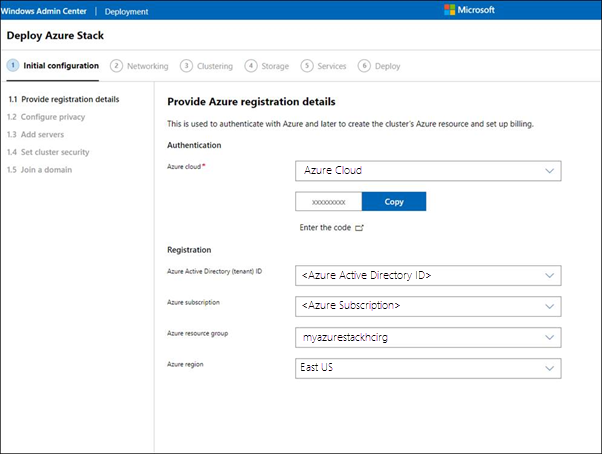 Windows Admin Center | Deployment
Microsoft
Deploy Azure Stack
1 Initial configuration 2 Networking 3 Clustering 4 Storage 5 Services 6 Deploy
1.1 Provide registration details
1.2 Configure privacy
1.3 Add servers
1.4 Set cluster security
1.5 Join a domain
Provide Azure registration details
This is used to authenticate with Azure and later to create the cluster's Azure resource and set up billing.
Authentication
Azure cloud * Azure Cloud
xxxxxxxxx Copy
Enter the code
Registration
Azure Active Directory (tenant) ID <Azure Active Directory ID>
Azure subscription <Azure Subscription>
Azure resource group myazurestackhcirg
Azure region East US